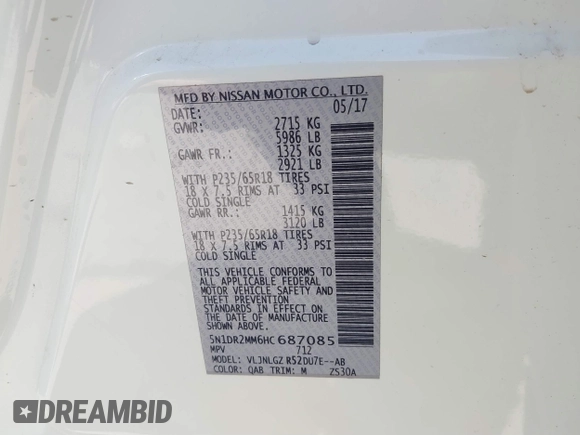 MFD BY NISSAN MOTOR CO., LTD.
DATE: 05/17
GVWR: 2715 KG
5986 LB
GAWR FR.: 1325 KG
2921 LB
WITH P235/65R18 TIRES
18 X 7.5 RIMS AT 33 PSI
COLD SINGLE
GAWR RR.: 1415 KG
3120 LB
WITH P235/65R18 TIRES
18 X 7.5 RIMS AT 33 PSI
COLD SINGLE
THIS VEHICLE CONFORMS TO
ALL APPLICABLE FEDERAL
MOTOR VEHICLE SAFETY AND
THEFT PREVENTION
STANDARDS IN EFFECT ON
THE DATE OF MANUFACTURE
SHOWN ABOVE.
5N1DR2MM6HC687085
MPV 712
MODEL: VLJNLGZ RS2DU7E--AB
COLOR: QAB TRIM: M ZS30A
DREAMBID